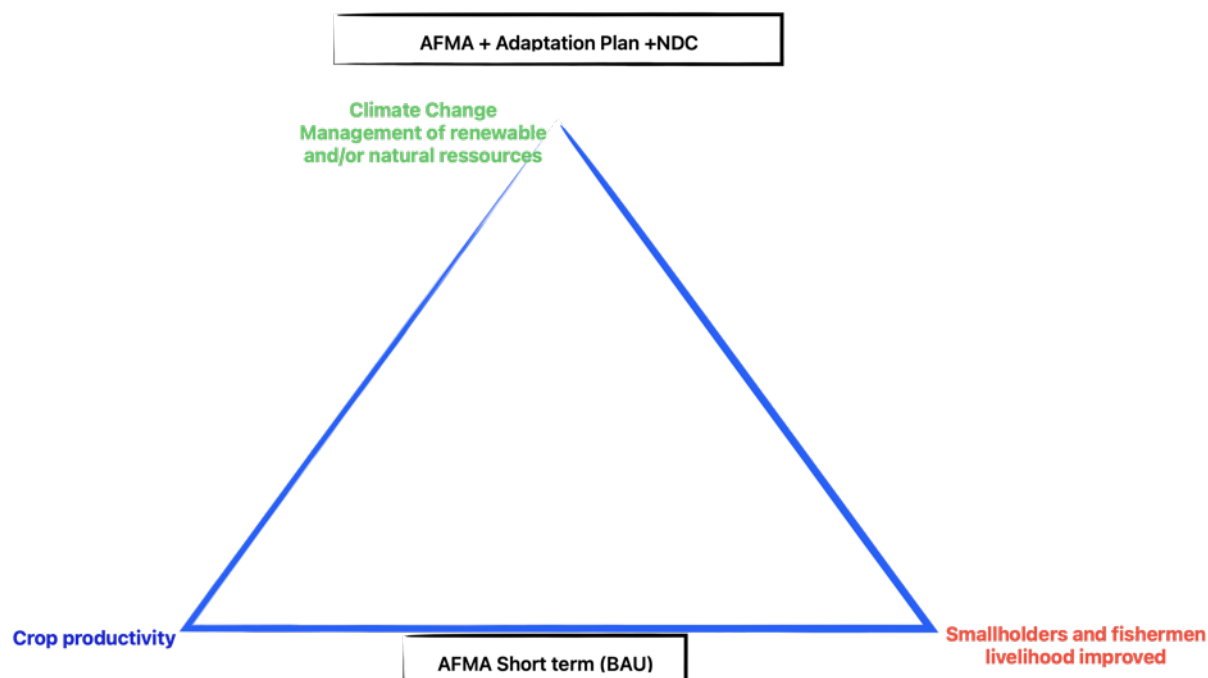 AFMA + Adaptation Plan +NDC
Climate Change
Management of renewable
and/or natural ressources
Crop productivity
Smallholders and fishermen
livelihood improved
AFMA Short term (BAU)